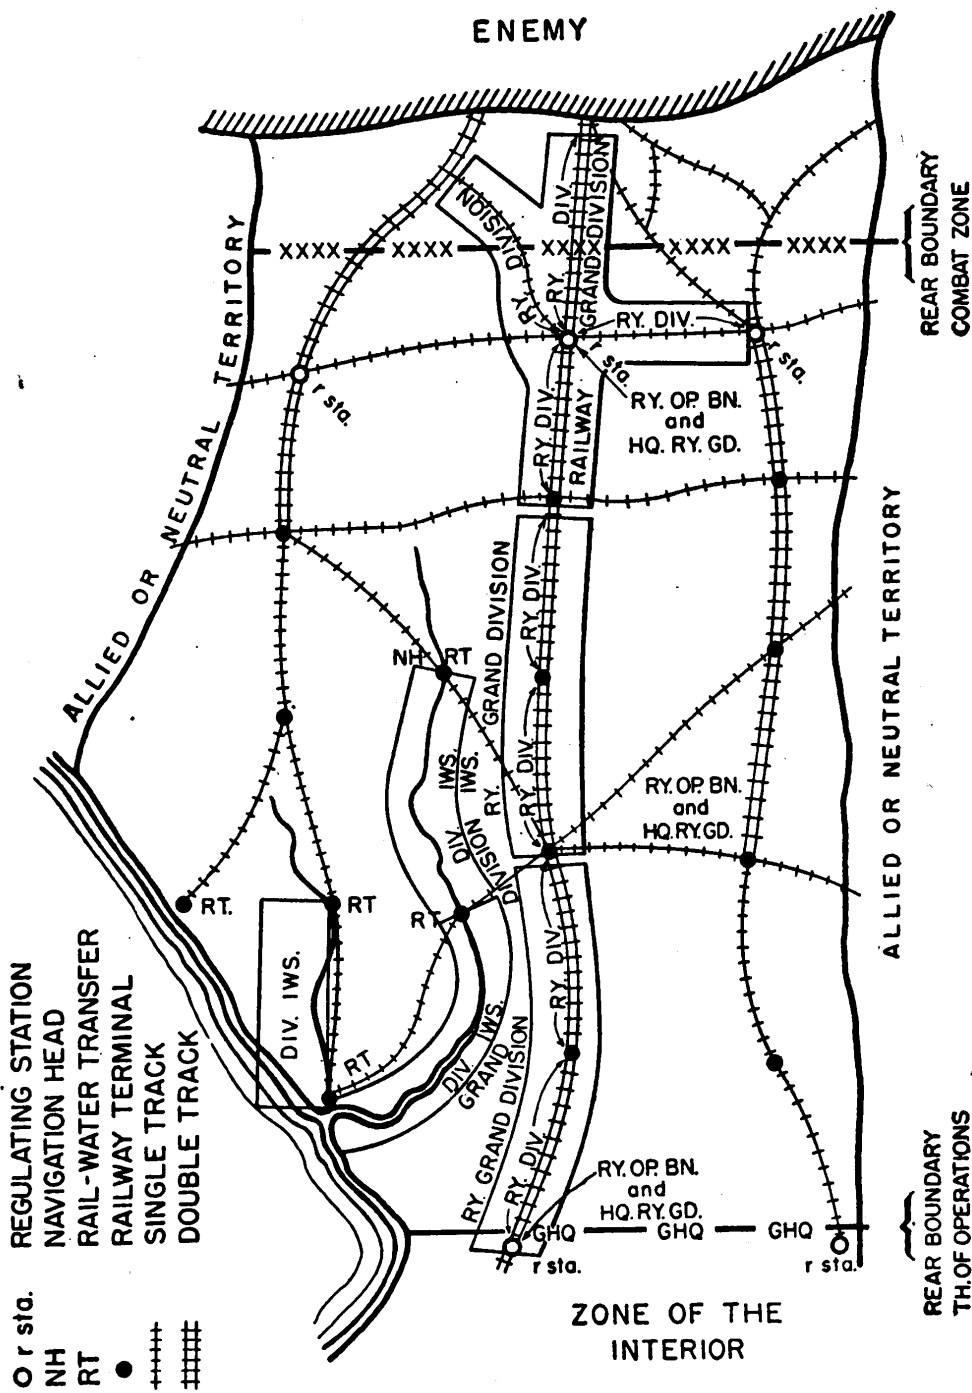 ENEMY
ALLIED OR NEUTRAL TERRITORY
XXXX XXXX XXXX XXXX XXXX
REAR BOUNDARY
COMBAT ZONE
r sta.
RY. DIVISION
RY. DIV.
GRAND DIVISION
RY. DIV.
r sta.
r sta.
RY. OP. BN.
and
HQ. RY. GD.
RY. DIV.
RAILWAY
NH RT
RY. GRAND DIVISION
RY. DIV.
RY. DIV.
IWS.
IWS.
DIV.
DIVISION
RY. OP. BN.
and
HQ. RY. GD.
ALLIED OR NEUTRAL TERRITORY
RT.
RT
RT
DIV. IWS.
RT
DIV. IWS.
GRAND DIVISION
RY. GRAND DIVISION
RY. DIV.
RY. DIV.
RY. OP. BN.
and
HQ. RY. GD.
GHQ GHQ GHQ
r sta.
r sta.
REAR BOUNDARY
TH. OF OPERATIONS
ZONE OF THE
INTERIOR
O r sta. REGULATING STATION
NH NAVIGATION HEAD
RT RAIL-WATER TRANSFER
RAILWAY TERMINAL
SINGLE TRACK
DOUBLE TRACK